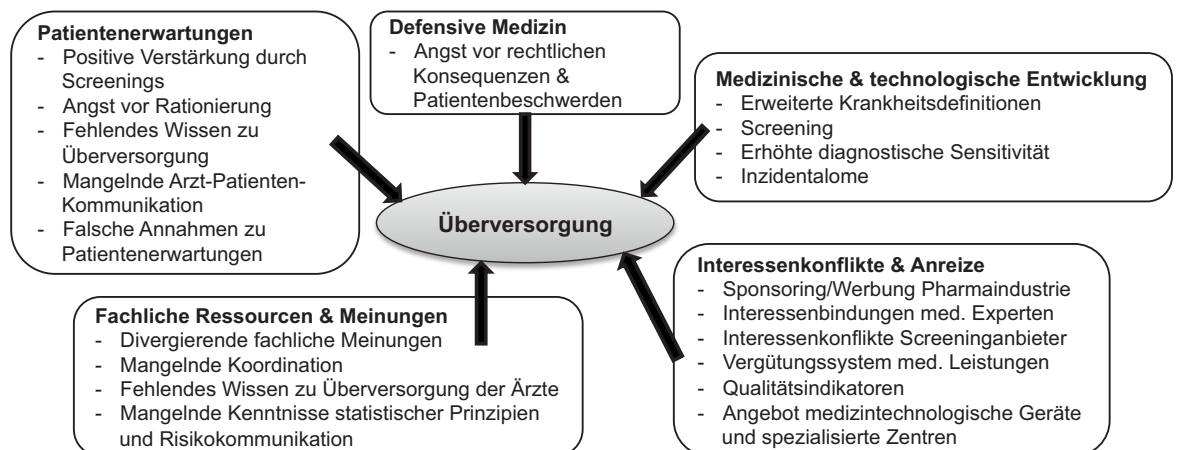 Patientenerwartungen
- Positive Verstärkung durch
Screenings
- Angst vor Rationierung
- Fehlendes Wissen zu
Überversorgung
- Mangelnde Arzt-Patienten-
Kommunikation
- Falsche Annahmen zu
Patientenerwartungen
Defensive Medizin
- Angst vor rechtlichen
Konsequenzen &
Patientenbeschwerden
Medizinische & technologische Entwicklung
- Erweiterte Krankheitsdefinitionen
- Screening
- Erhöhte diagnostische Sensitivität
- Inzidentalome
Überversorgung
Fachliche Ressourcen & Meinungen
- Divergierende fachliche Meinungen
- Mangelnde Koordination
- Fehlendes Wissen zu Überversorgung der Ärzte
- Mangelnde Kenntnisse statistischer Prinzipien
und Risikokommunikation
Interessenkonflikte & Anreize
- Sponsoring/Werbung Pharmaindustrie
- Interessenbindungen med. Experten
- Interessenkonflikte Screeninganbieter
- Vergütungssystem med. Leistungen
- Qualitätsindikatoren
- Angebot medizintechnologische Geräte
und spezialisierte Zentren